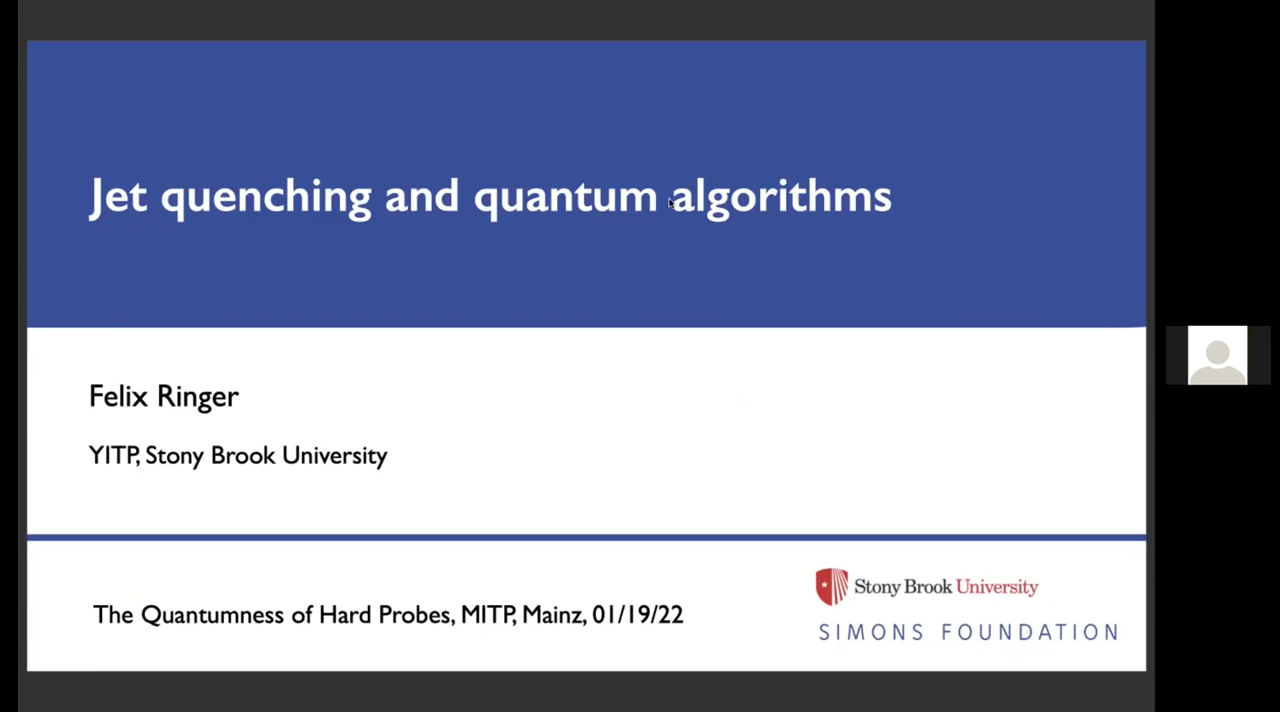 Jet quenching and quantum algorithms
Felix Ringer
YITP, Stony Brook University
The Quantumness of Hard Probes, MITP, Mainz, 01/19/22
Stony Brook University
SIMONS FOUNDATION